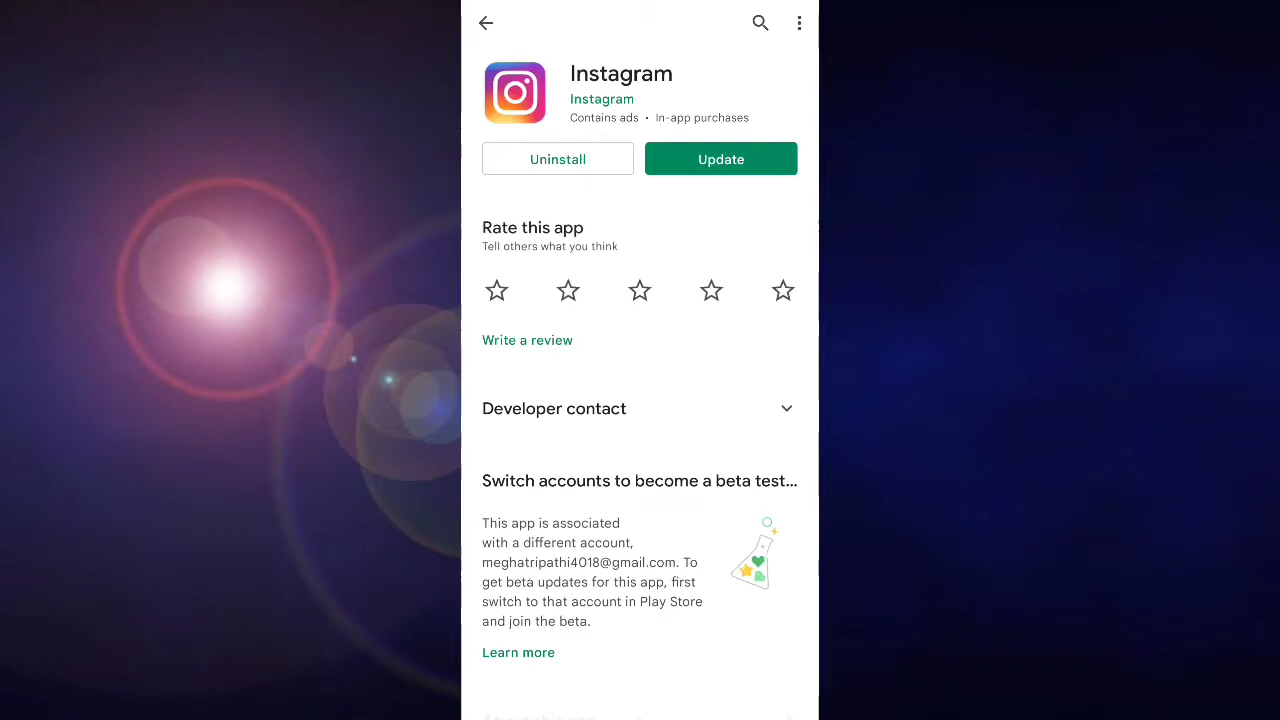 Instagram
Instagram
Contains ads • In-app purchases
Uninstall
Update
Rate this app
Tell others what you think
Write a review
Developer contact
Switch accounts to become a beta test...
This app is associated
with a different account,
meghatripathi4018@gmail.com. To
get beta updates for this app, first
switch to that account in Play Store
and join the beta.
Learn more